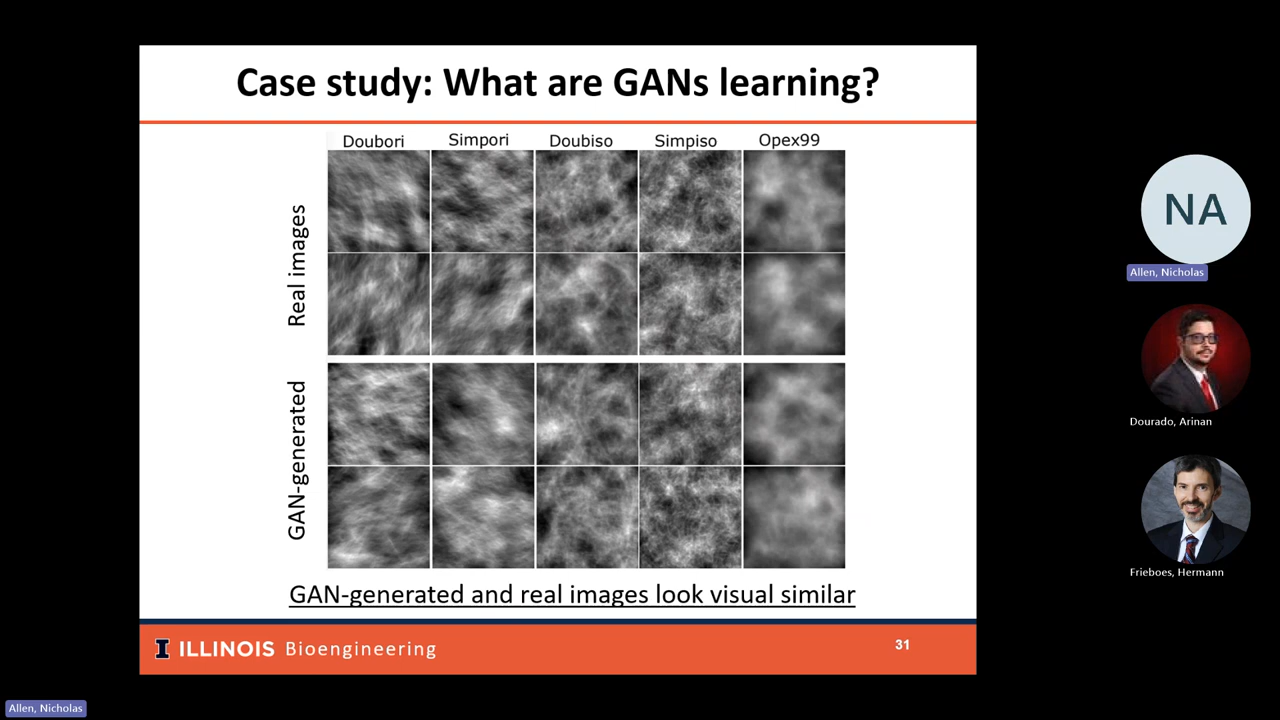 Case study: What are GANs learning?
Doubori Simpori Doubiso Simpiso Opex99
Real images
GAN-generated
GAN-generated and real images look visual similar
I ILLINOIS Bioengineering
31
NA
Allen, Nicholas
Dourado, Arinan
Frieboes, Hermann
Allen, Nicholas